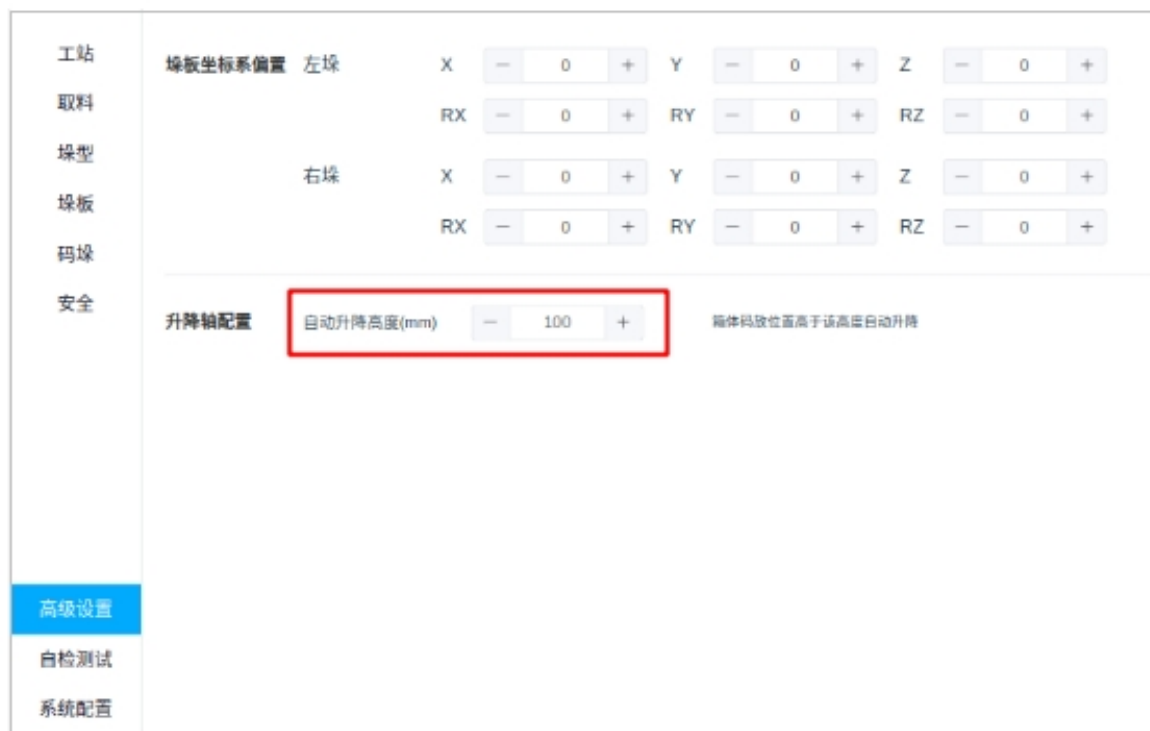 工站
取料
垛型
垛板
码垛
安全
高级设置
自检测试
系统配置
垛板坐标系偏置 左垛 X — 0 + Y — 0 + Z — 0 +
RX — 0 + RY — 0 + RZ — 0 +
右垛 X — 0 + Y — 0 + Z — 0 +
RX — 0 + RY — 0 + RZ — 0 +
升降轴配置 自动升降高度(mm) — 100 + 箱体码放位置高于该高度自动升降